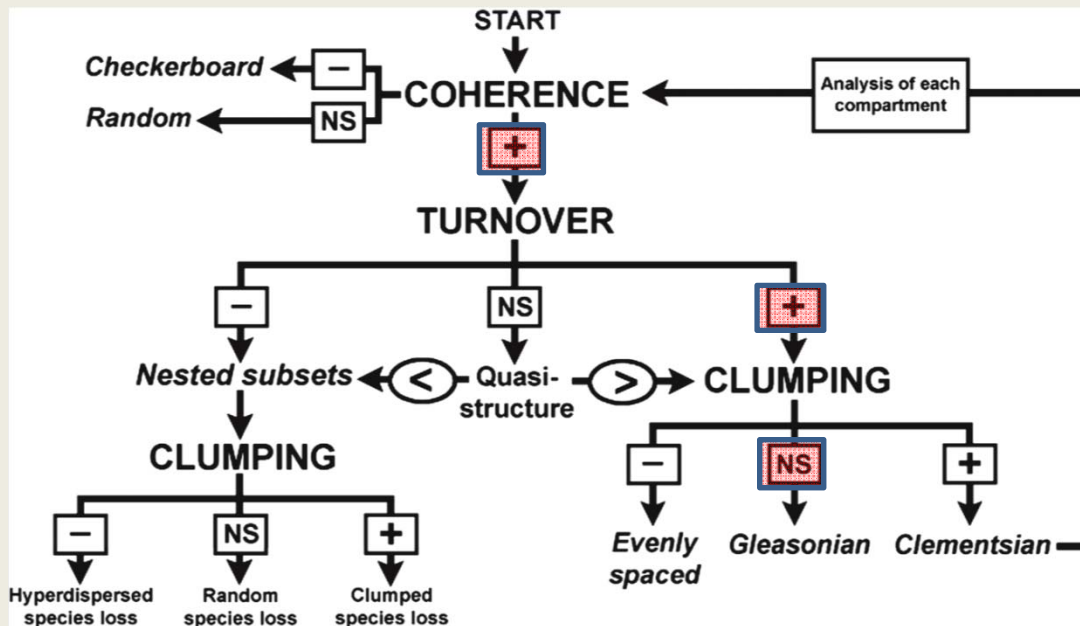 START
Checkerboard
−
COHERENCE
Analysis of each
compartment
Random
NS
+
TURNOVER
−
NS
+
Nested subsets
<
Quasi-
structure
>
CLUMPING
CLUMPING
−
NS
+
−
NS
+
Evenly
spaced
Gleasonian
Clementsian
Hyperdispersed
species loss
Random
species loss
Clumped
species loss